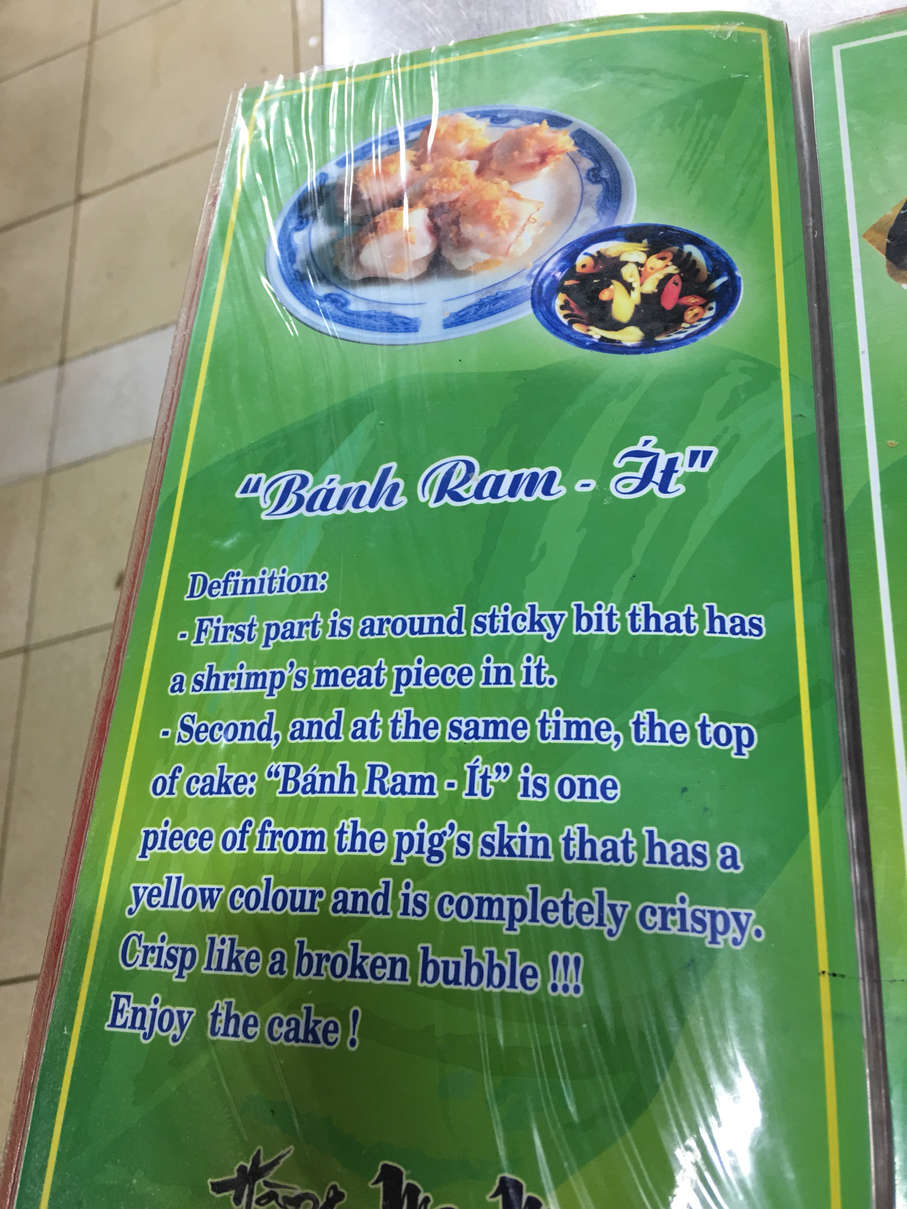 “Bánh Ram - Ít”
Definition:
- First part is around sticky bit that has
a shrimp’s meat piece in it.
- Second, and at the same time, the top
of cake: “Bánh Ram - Ít” is one
piece of from the pig’s skin that has a
yellow colour and is completely crispy.
Crisp like a broken bubble !!!
Enjoy the cake !